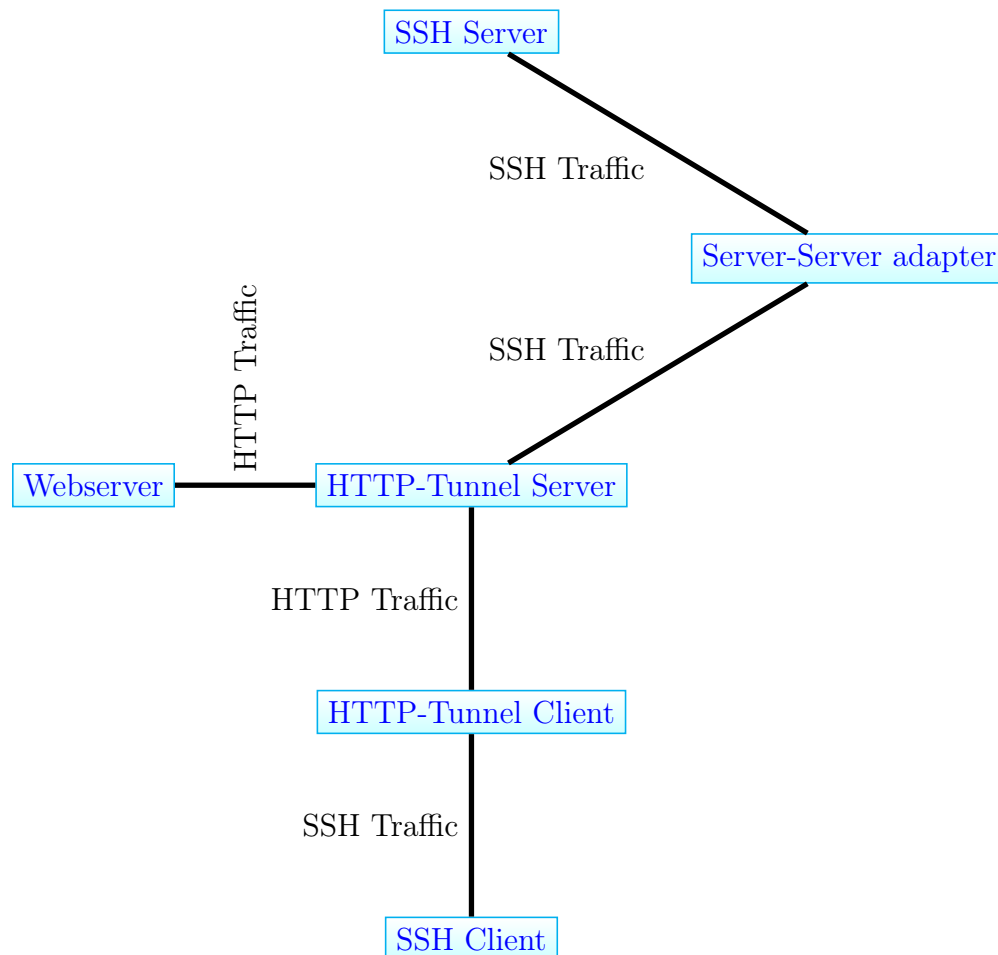 SSH Server
SSH Traffic
Server-Server adapter
SSH Traffic
HTTP Traffic
Webserver
HTTP-Tunnel Server
HTTP Traffic
HTTP-Tunnel Client
SSH Traffic
SSH Client